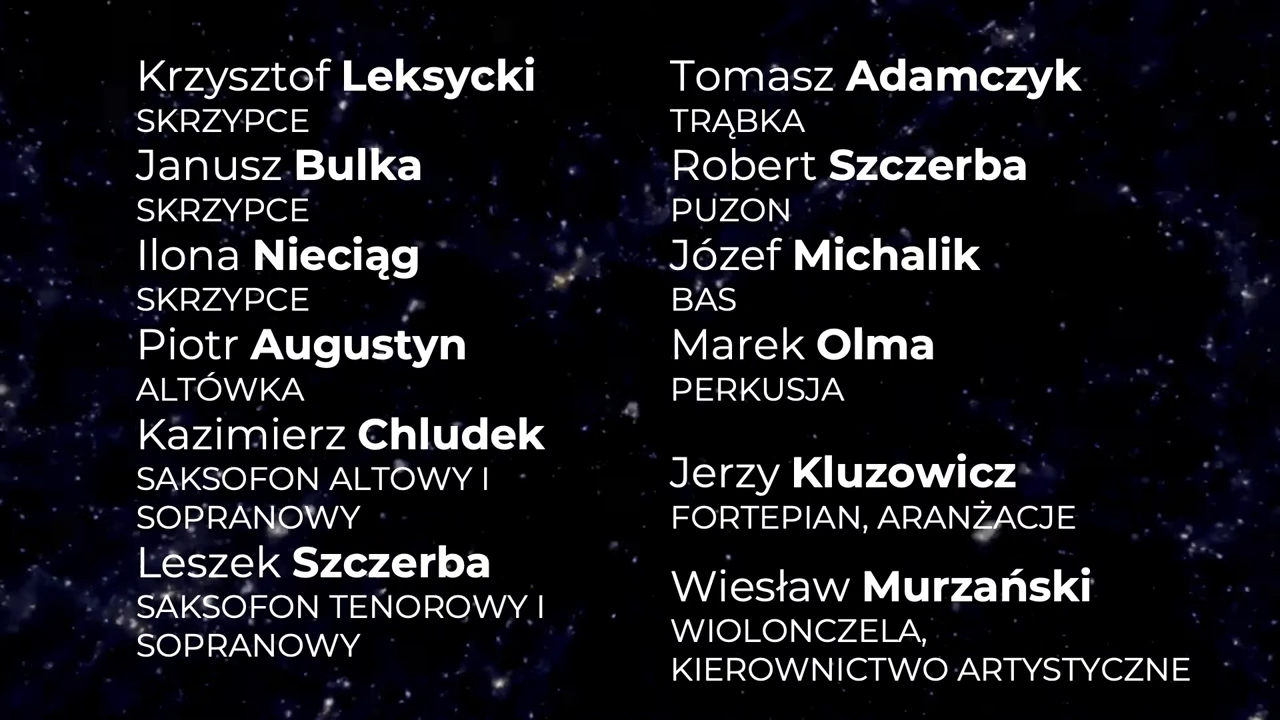 Krzysztof Leksycki
SKRZYPCE
Janusz Bulka
SKRZYPCE
Ilona Nieciąg
SKRZYPCE
Piotr Augustyn
ALTÓWKA
Kazimierz Chludek
SAKSOFON ALTOWY I
SOPRANOWY
Leszek Szczerba
SAKSOFON TENOROWY I
SOPRANOWY
Tomasz Adamczyk
TRĄBKA
Robert Szczerba
PUZON
Józef Michalik
BAS
Marek Olma
PERKUSJA
Jerzy Kluzowicz
FORTEPIAN, ARANŻACJE
Wiesław Murzański
WIOLONCZELA,
KIEROWNICTWO ARTYSTYCZNE